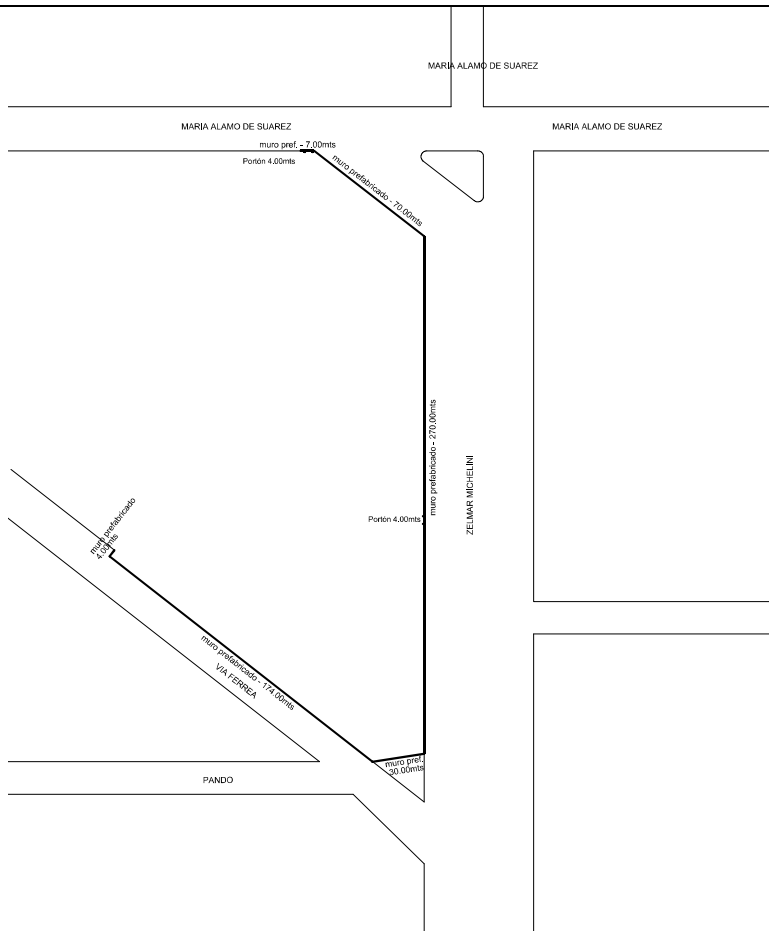 MARIA ALAMO DE SUAREZ
MARIA ALAMO DE SUAREZ
MARIA ALAMO DE SUAREZ
muro pref. - 7.00mts
Portón 4.00mts
muro prefabricado - 70.00mts
muro prefabricado - 270.00mts
ZELMAR MICHELINI
Portón 4.00mts
muro prefabricado
4.00mts
muro prefabricado - 174.00mts
VIA FERREA
muro pref.
30.00mts
PANDO